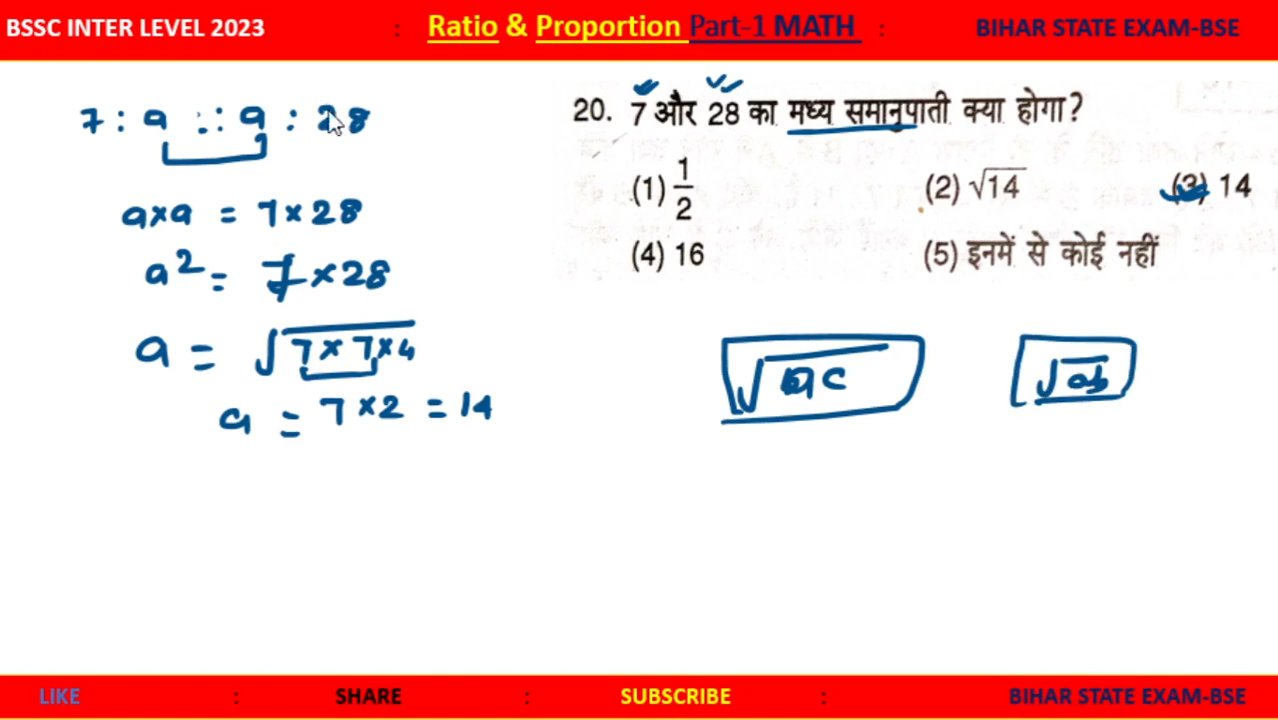 BSSC INTER LEVEL 2023 : Ratio & Proportion Part-1 MATH : BIHAR STATE EXAM-BSE
7 : a :: a : 28
a×a = 7×28
a² = 7×28
a = √7×7×4
a = 7×2 = 14
20. 7 और 28 का मध्य समानुपाती क्या होगा?
(1) 1/2 (2) √14 (3) 14
(4) 16 (5) इनमें से कोई नहीं
√ac √ab
LIKE : SHARE : SUBSCRIBE : BIHAR STATE EXAM-BSE